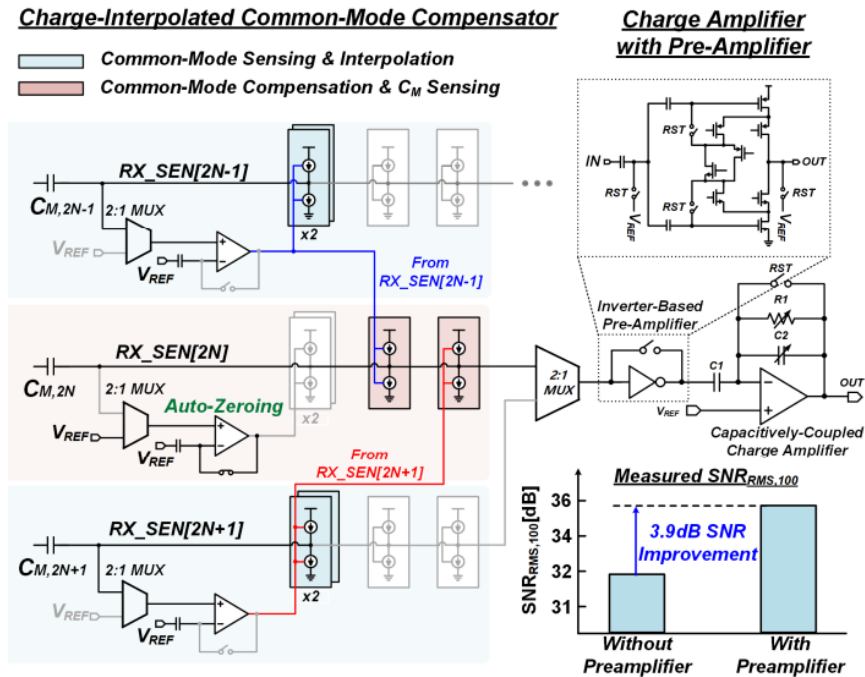 Charge-Interpolated Common-Mode Compensator
Common-Mode Sensing & Interpolation
Common-Mode Compensation & CM Sensing
RX_SEN[2N-1]
CM,2N-1
2:1 MUX
VREF
VREF
x2
From
RX_SEN[2N-1]
RX_SEN[2N]
CM,2N
2:1 MUX
Auto-Zeroing
VREF
VREF
x2
From
RX_SEN[2N+1]
RX_SEN[2N+1]
CM,2N+1
2:1 MUX
VREF
VREF
x2
Charge Amplifier
with Pre-Amplifier
RST
IN
OUT
RST
RST
RST
VREF
VREF
Inverter-Based
Pre-Amplifier
RST
R1
C2
2:1
MUX
C1
OUT
VREF
Capacitively-Coupled
Charge Amplifier
Measured SNRRMS,100
SNRRMS,100[dB]
36
34
32
31
3.9dB SNR
Improvement
Without
Preamplifier
With
Preamplifier